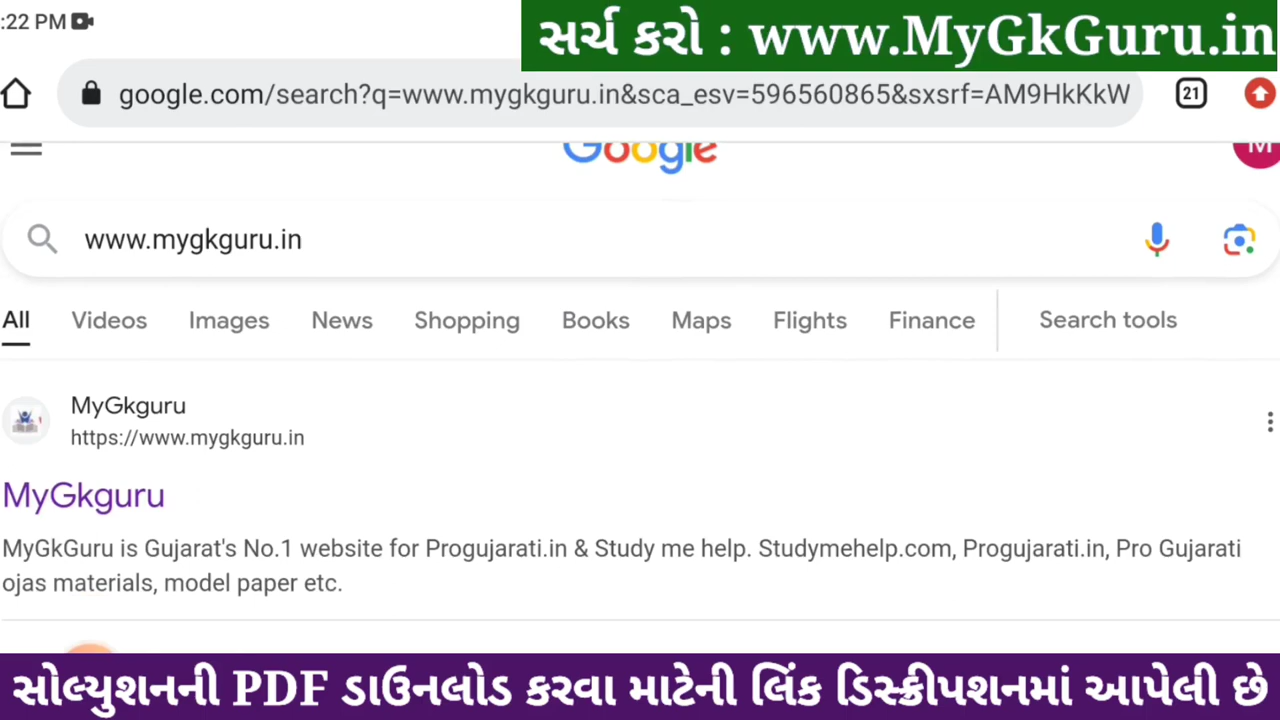 :22 PM
સર્ચ કરો : www.MyGkGuru.in
google.com/search?q=www.mygkguru.in&sca_esv=596560865&sxsrf=AM9HkKkW
21
Google
M
www.mygkguru.in
All Videos Images News Shopping Books Maps Flights Finance Search tools
MyGkguru
https://www.mygkguru.in
MyGkguru
MyGkGuru is Gujarat's No.1 website for Progujarati.in & Study me help. Studymehelp.com, Progujarati.in, Pro Gujarati
ojas materials, model paper etc.
સોલ્યુશનની PDF ડાઉનલોડ કરવા માટેની લિંક ડિસ્ક્રીપશનમાં આપેલી છે